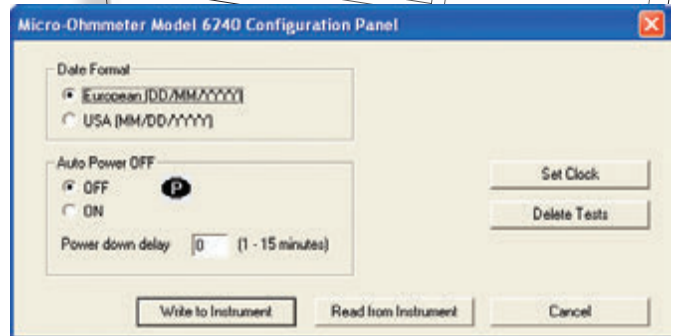 Micro-Ohmmeter Model 6240 Configuration Panel
Date Format
European (DD/MM/YYYY)
USA (MM/DD/YYYY)
Auto Power OFF
OFF
P
ON
Power down delay 0 (1 - 15 minutes)
Set Clock
Delete Tests
Write to Instrument Read from Instrument Cancel